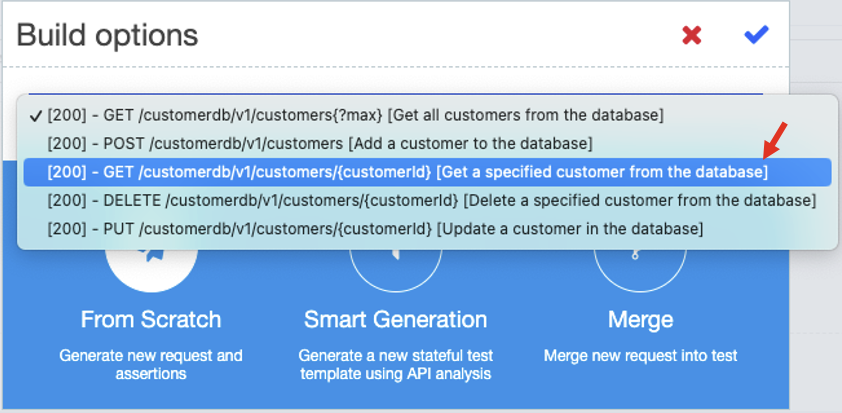 Build options
[200] - GET /customerdb/v1/customers{?max} [Get all customers from the database]
[200] - POST /customerdb/v1/customers [Add a customer to the database]
[200] - GET /customerdb/v1/customers/{customerId} [Get a specified customer from the database]
[200] - DELETE /customerdb/v1/customers/{customerId} [Delete a specified customer from the database]
[200] - PUT /customerdb/v1/customers/{customerId} [Update a customer in the database]
From Scratch
Generate new request and
assertions
Smart Generation
Generate a new stateful test
template using API analysis
Merge
Merge new request into test